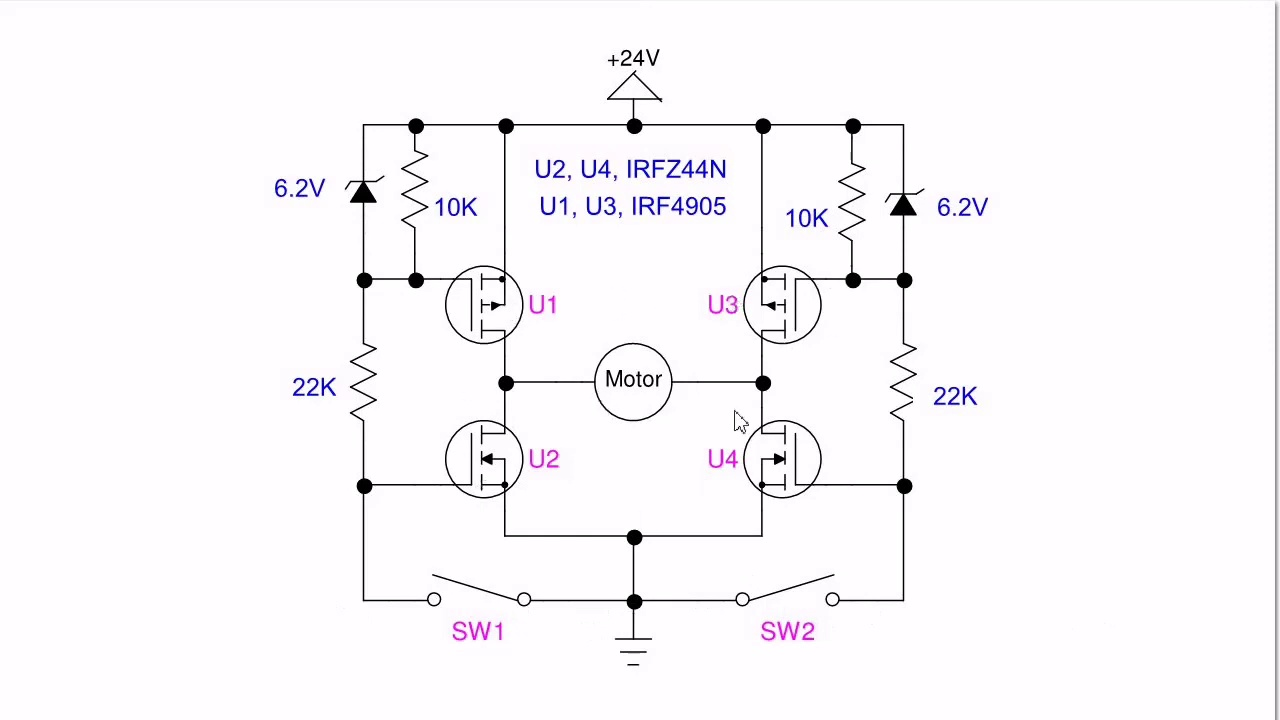 +24V
U2, U4, IRFZ44N
6.2V
10K
U1, U3, IRF4905
10K
6.2V
U1
U3
Motor
22K
22K
U2
U4
SW1
SW2